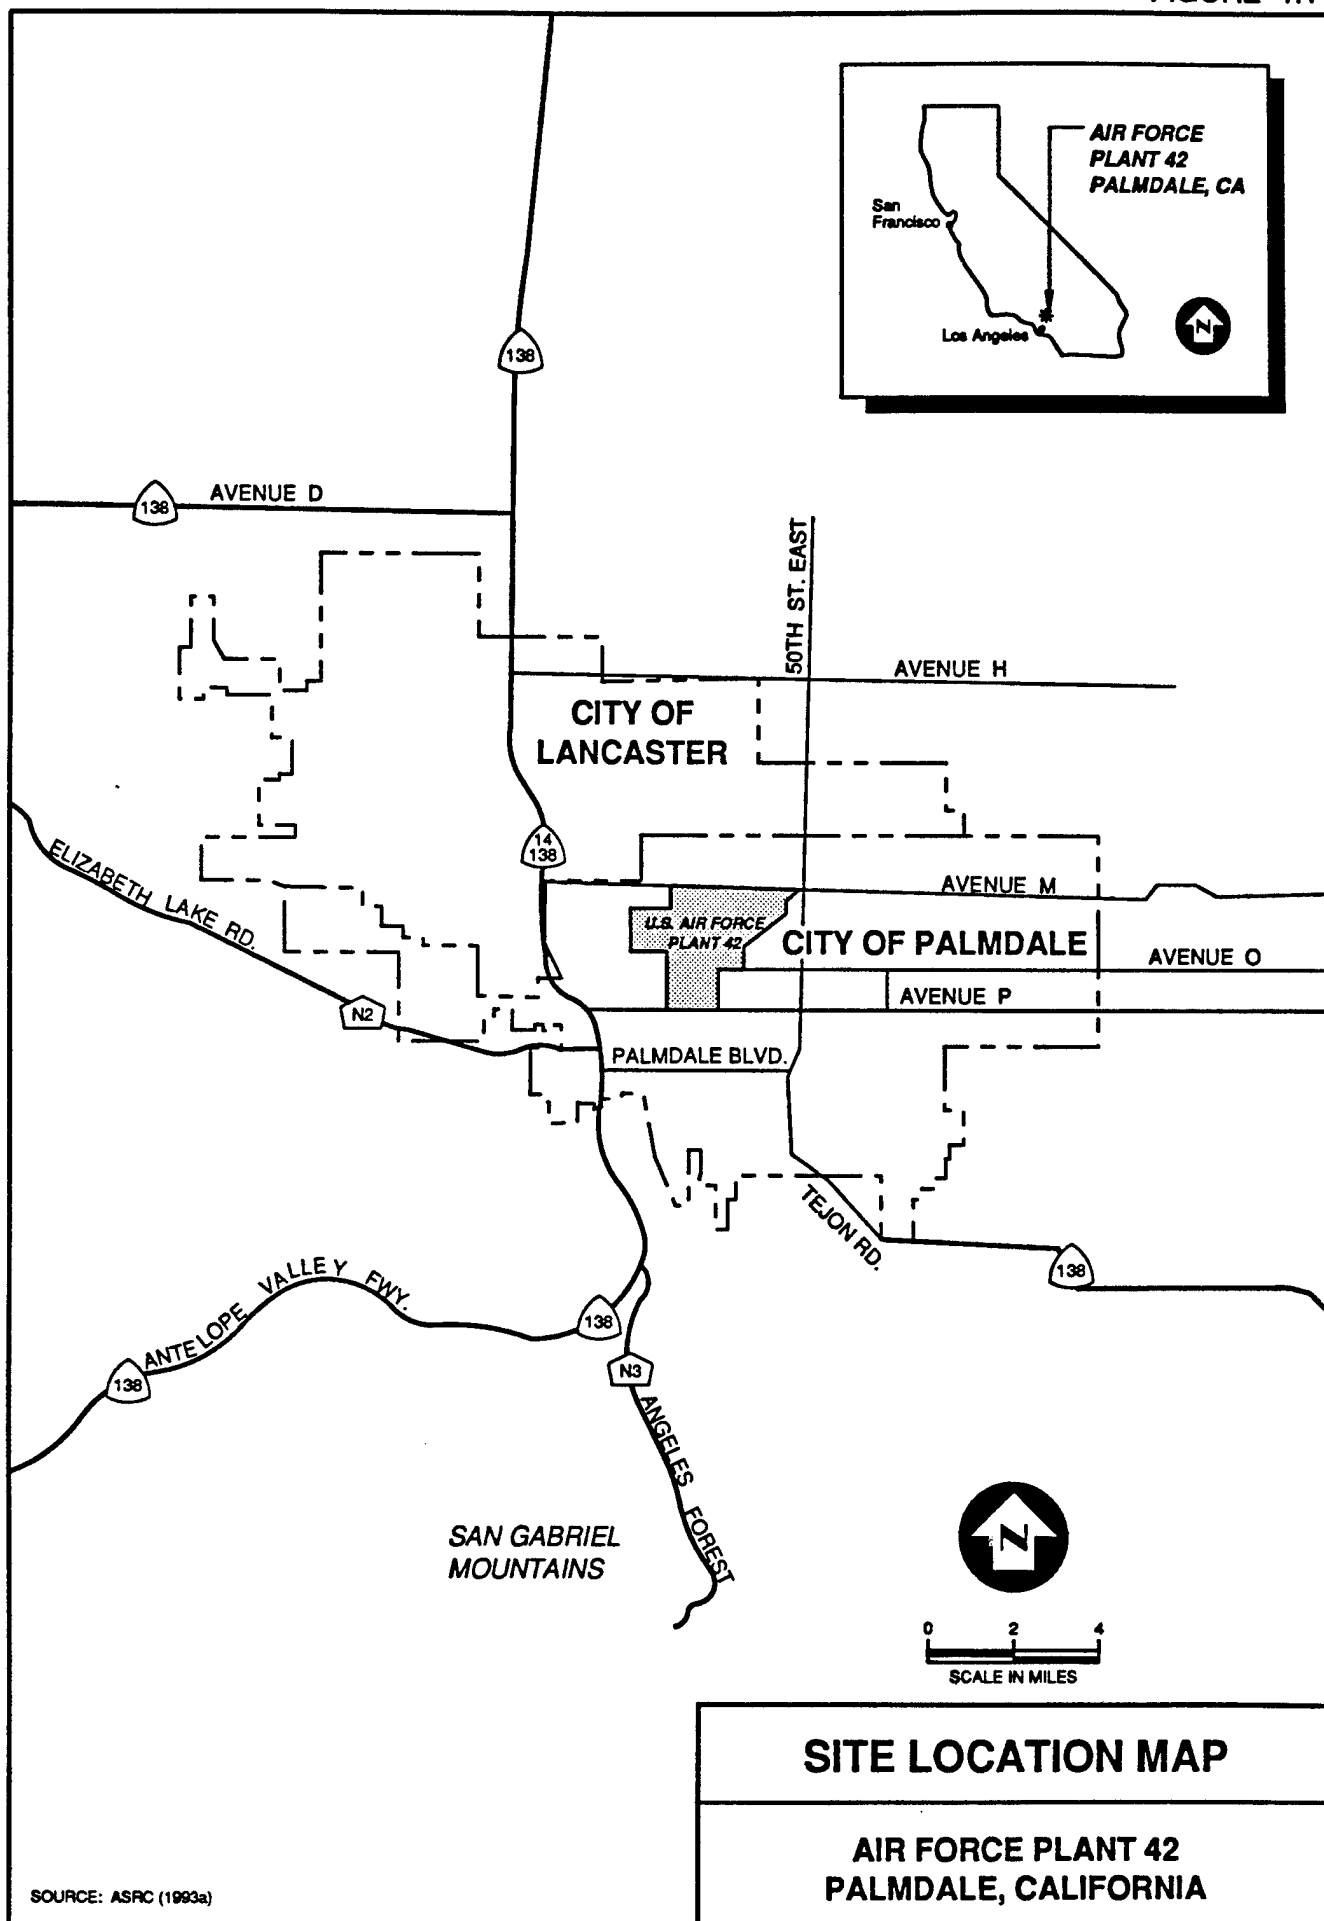 AIR FORCE
PLANT 42
PALMDALE, CA
San
Francisco
Los Angeles
N
138
AVENUE D
138
50TH ST. EAST
AVENUE H
CITY OF
LANCASTER
14
138
ELIZABETH LAKE RD.
AVENUE M
U.S. AIR FORCE
PLANT 42
CITY OF PALMDALE
AVENUE O
AVENUE P
N2
PALMDALE BLVD.
TEJON RD.
138
ANTELOPE VALLEY FWY.
138
138
N3
ANGELES FOREST
SAN GABRIEL
MOUNTAINS
N
0 2 4
SCALE IN MILES
SITE LOCATION MAP
AIR FORCE PLANT 42
PALMDALE, CALIFORNIA
SOURCE: ASRC (1993a)